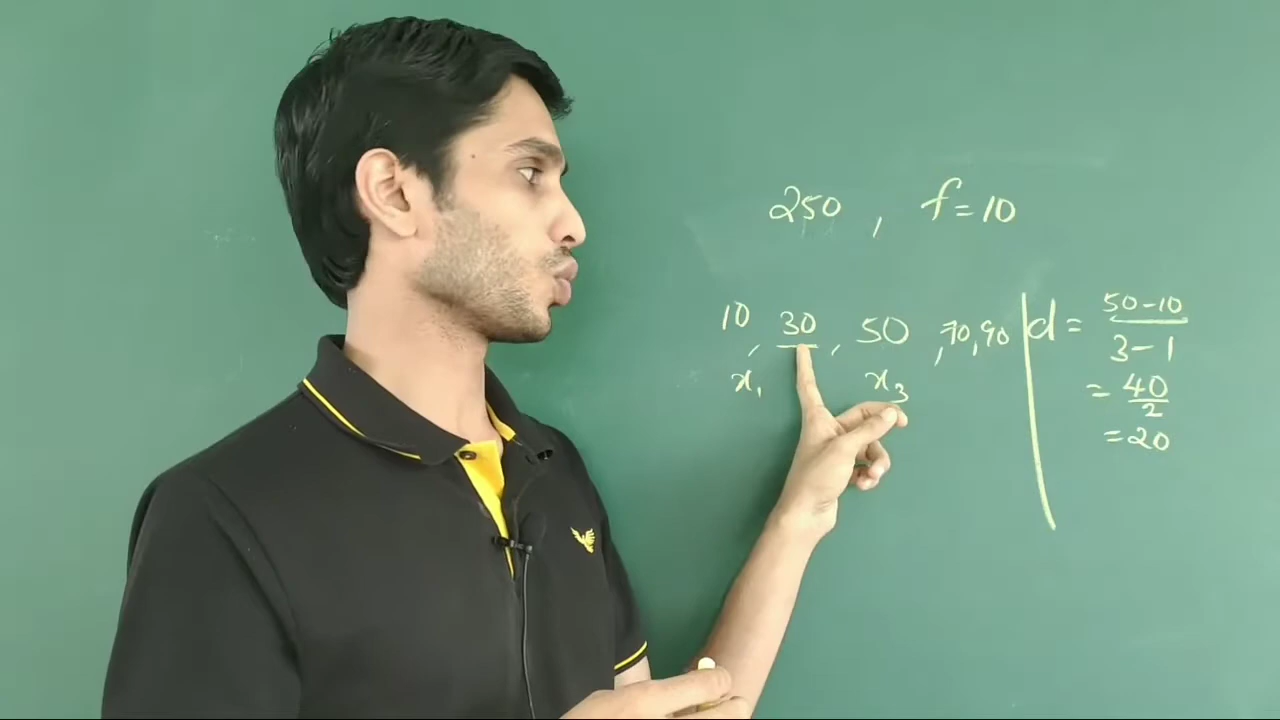 250 , f=10
10 , 30 , 50 , 70, 90
x₁ x₃
d = 50-10
3-1
= 40
2
= 20